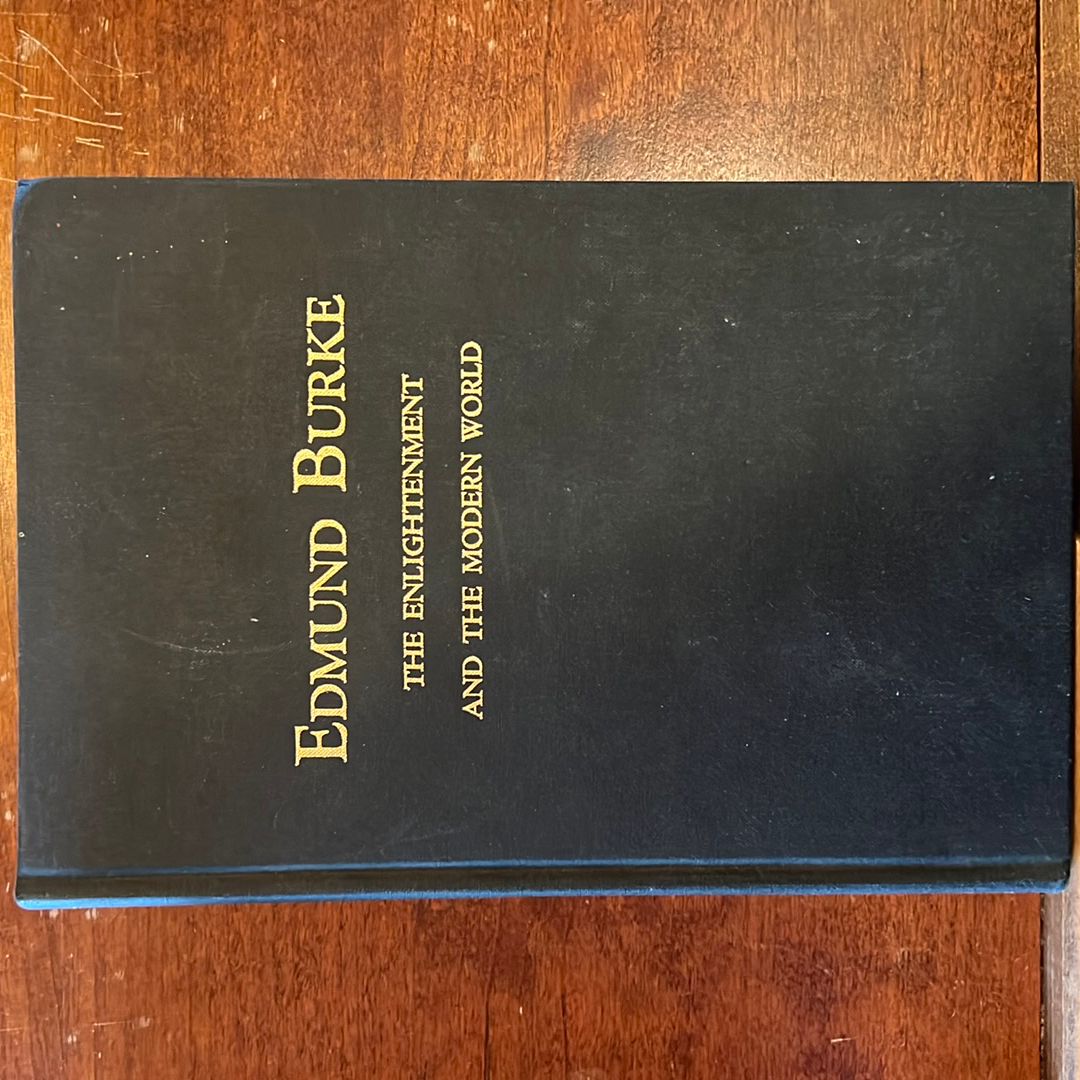 EDMUND BURKE
THE ENLIGHTENMENT
AND THE MODERN WORLD